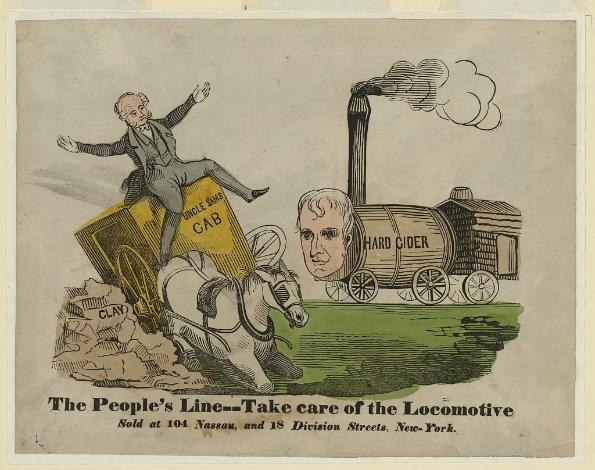 UNCLE SAMS
CAB
HARD CIDER
CLAY
The People's Line--Take care of the Locomotive
Sold at 104 Nassau, and 18 Division Streets, New-York.